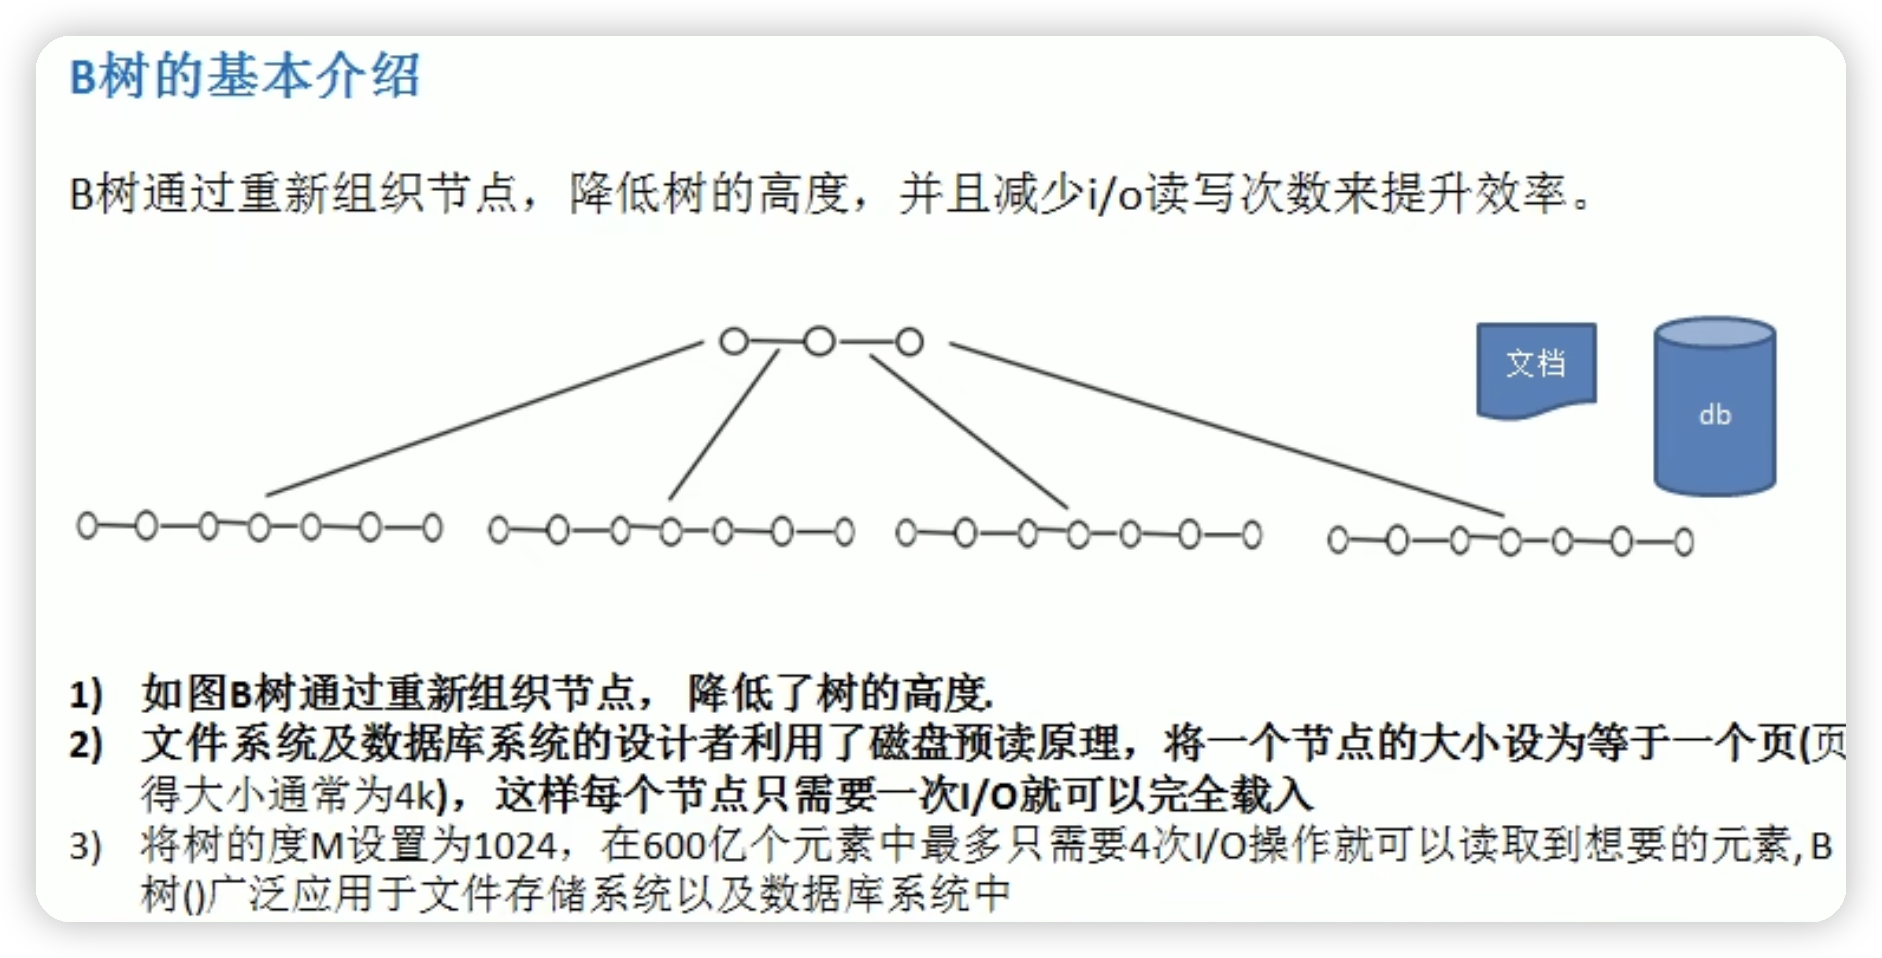 B树的基本介绍
B树通过重新组织节点，降低树的高度，并且减少i/o读写次数来提升效率。
文档
db
1) 如图B树通过重新组织节点， 降低了树的高度.
2) 文件系统及数据库系统的设计者利用了磁盘预读原理，将一个节点的大小设为等于一个页(页
得大小通常为4k)，这样每个节点只需要一次I/O就可以完全载入
3) 将树的度M设置为1024，在600亿个元素中最多只需要4次I/O操作就可以读取到想要的元素, B
树()广泛应用于文件存储系统以及数据库系统中